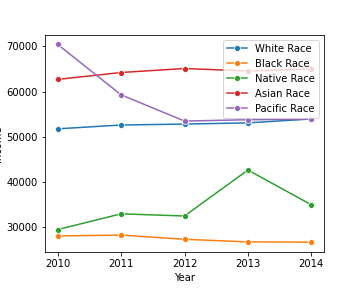 70000
60000
50000
40000
30000
White Race
Black Race
Native Race
Asian Race
Pacific Race
2010 2011 2012 2013 2014
Year